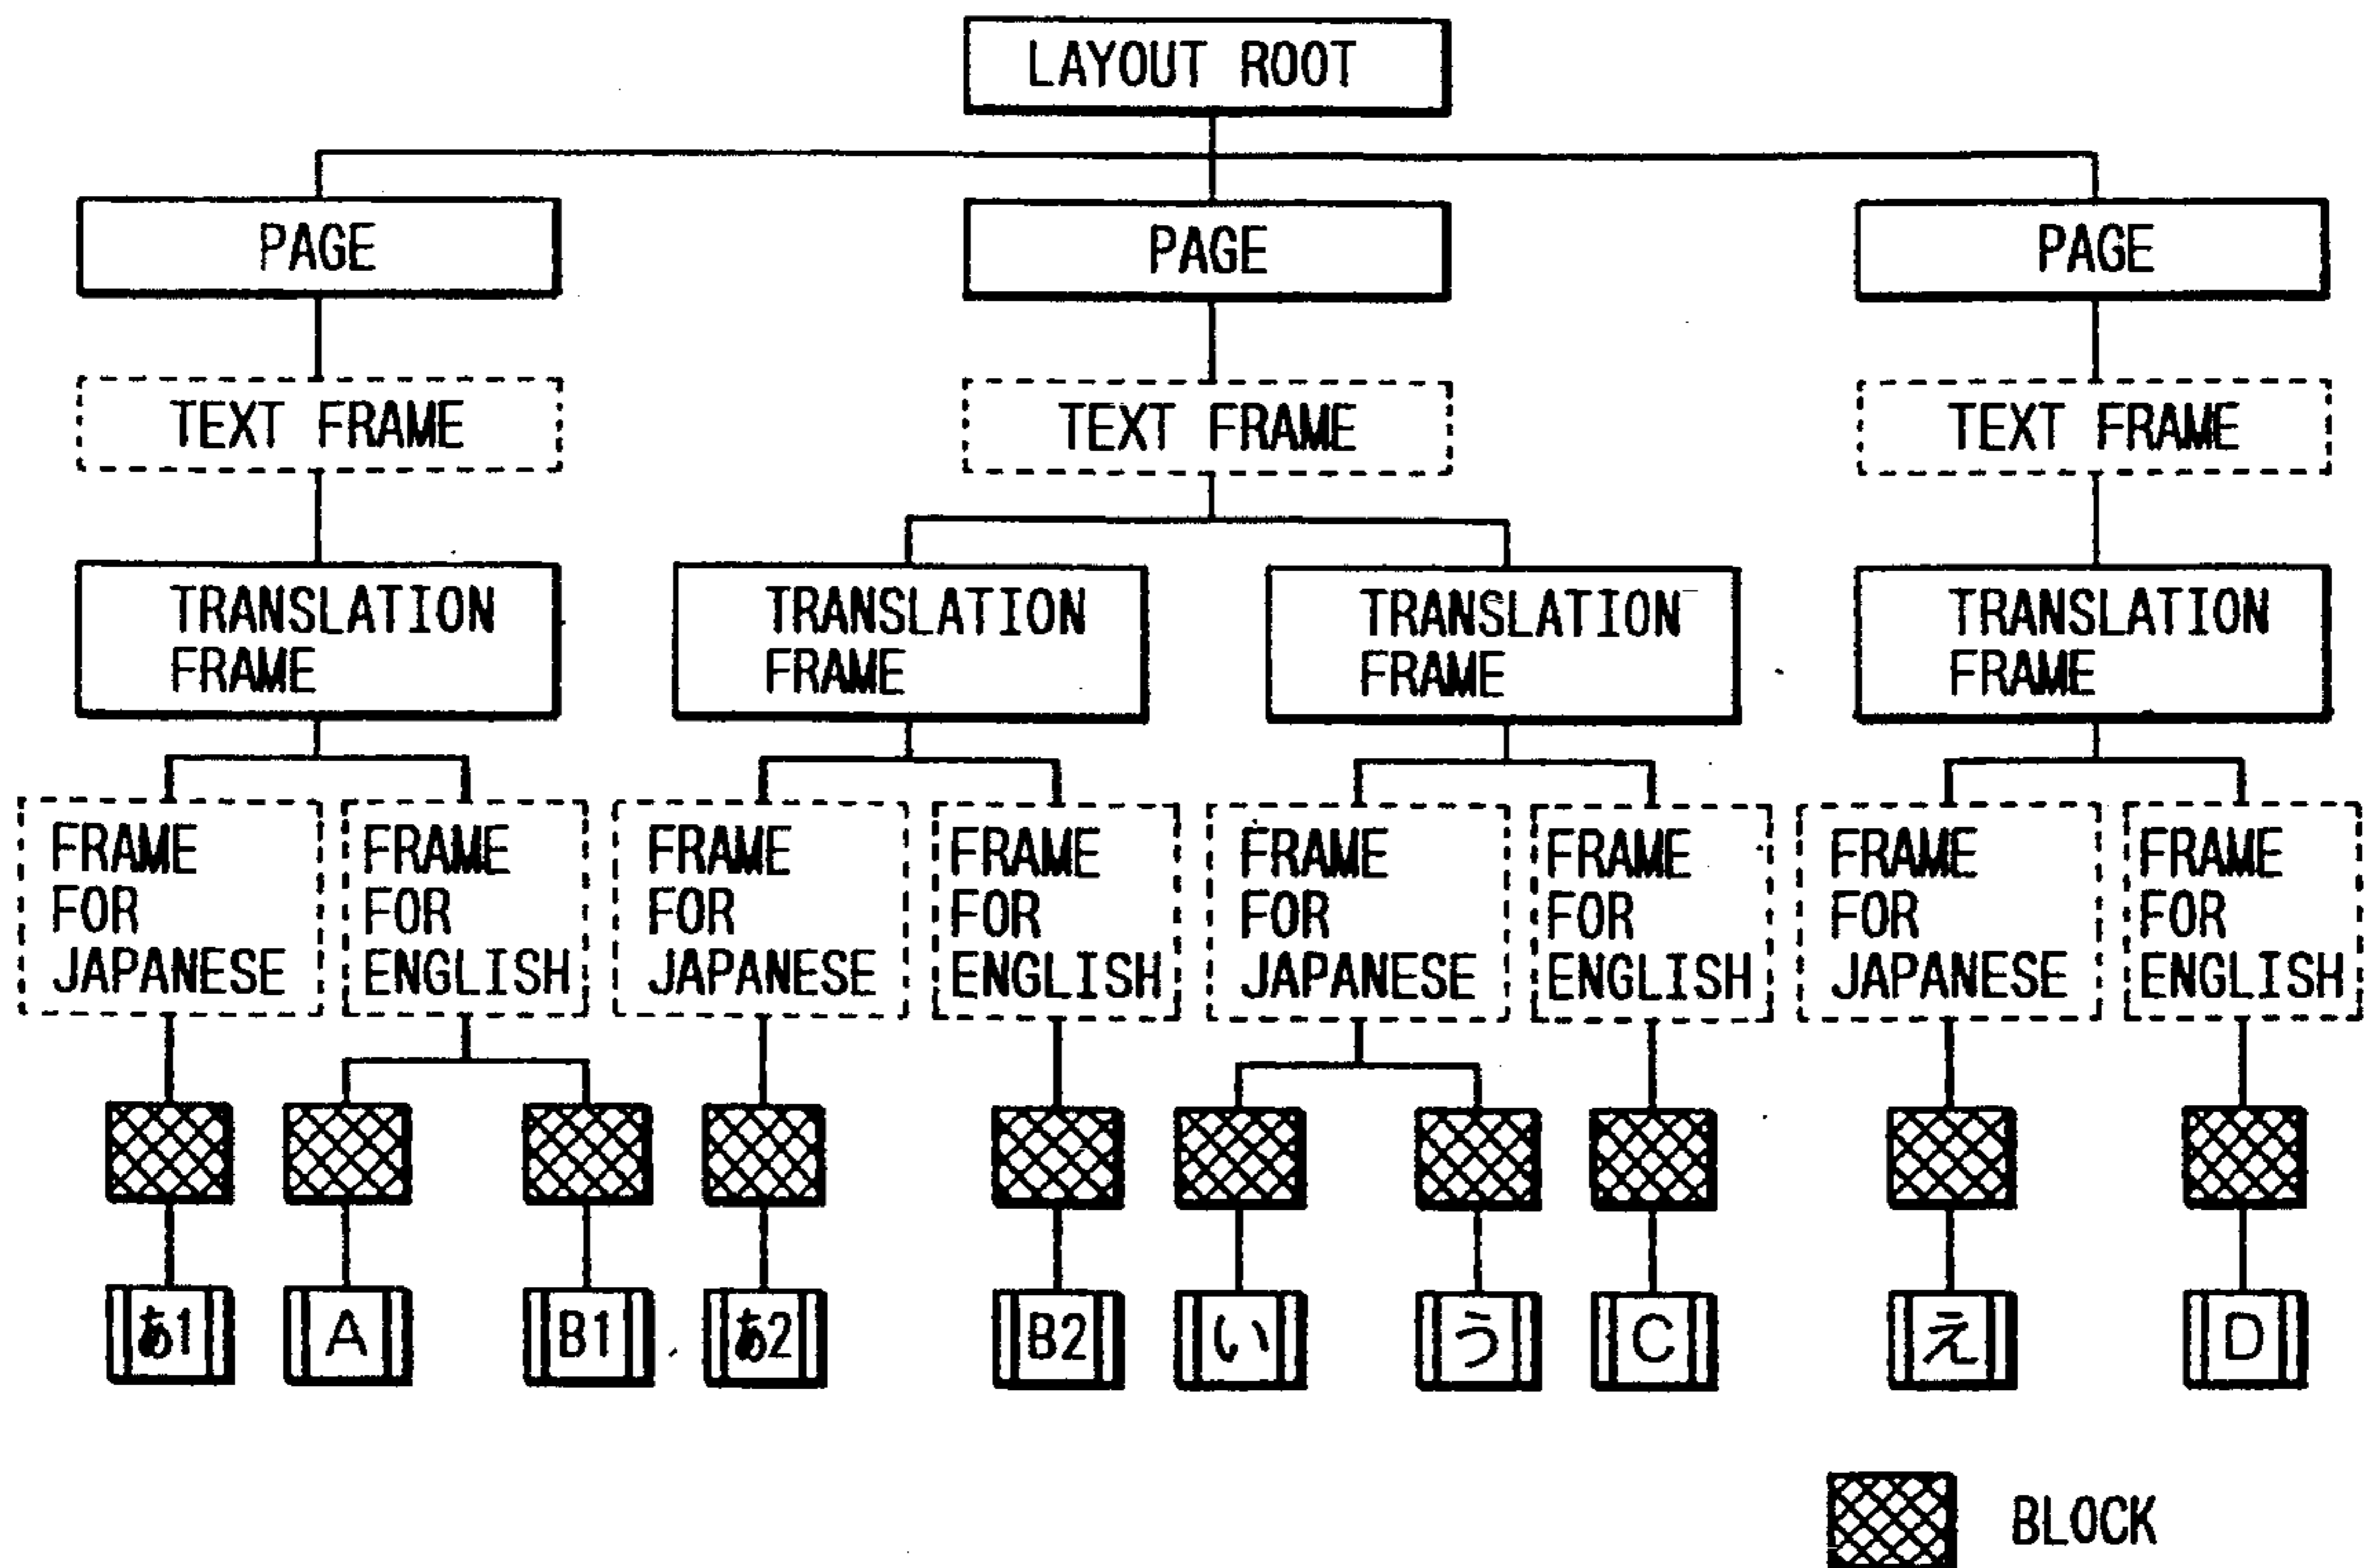 LAYOUT ROOT
PAGE
PAGE
PAGE
TEXT FRAME
TEXT FRAME
TEXT FRAME
TRANSLATION
FRAME
TRANSLATION
FRAME
TRANSLATION
FRAME
TRANSLATION
FRAME
FRAME
FOR
JAPANESE
FRAME
FOR
ENGLISH
FRAME
FOR
JAPANESE
FRAME
FOR
ENGLISH
FRAME
FOR
JAPANESE
FRAME
FOR
ENGLISH
FRAME
FOR
JAPANESE
FRAME
FOR
ENGLISH
あ1
A
B1
あ2
B2
い
う
C
え
D
BLOCK